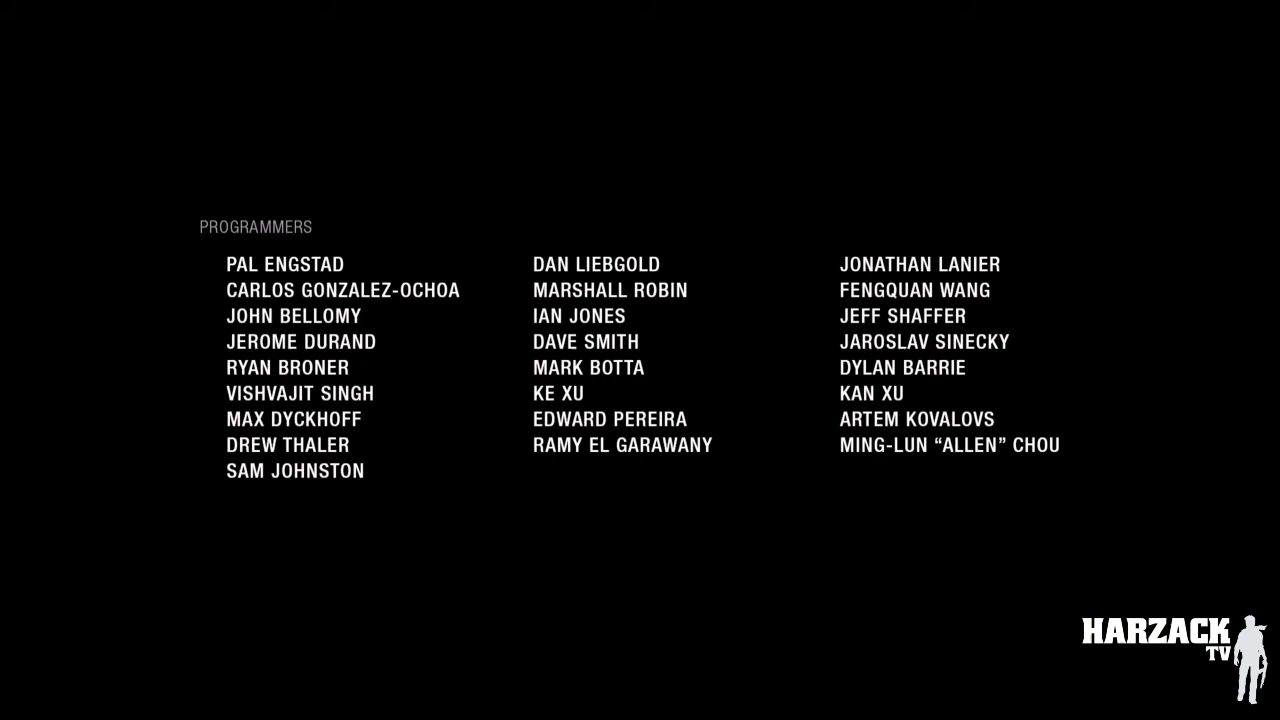 PROGRAMMERS
PAL ENGSTAD
CARLOS GONZALEZ-OCHOA
JOHN BELLOMY
JEROME DURAND
RYAN BRONER
VISHVAJIT SINGH
MAX DYCKHOFF
DREW THALER
SAM JOHNSTON
DAN LIEBGOLD
MARSHALL ROBIN
IAN JONES
DAVE SMITH
MARK BOTTA
KE XU
EDWARD PEREIRA
RAMY EL GARAWANY
JONATHAN LANIER
FENGQUAN WANG
JEFF SHAFFER
JAROSLAV SINECKY
DYLAN BARRIE
KAN XU
ARTEM KOVALOVS
MING-LUN “ALLEN” CHOU
HARZACK
TV